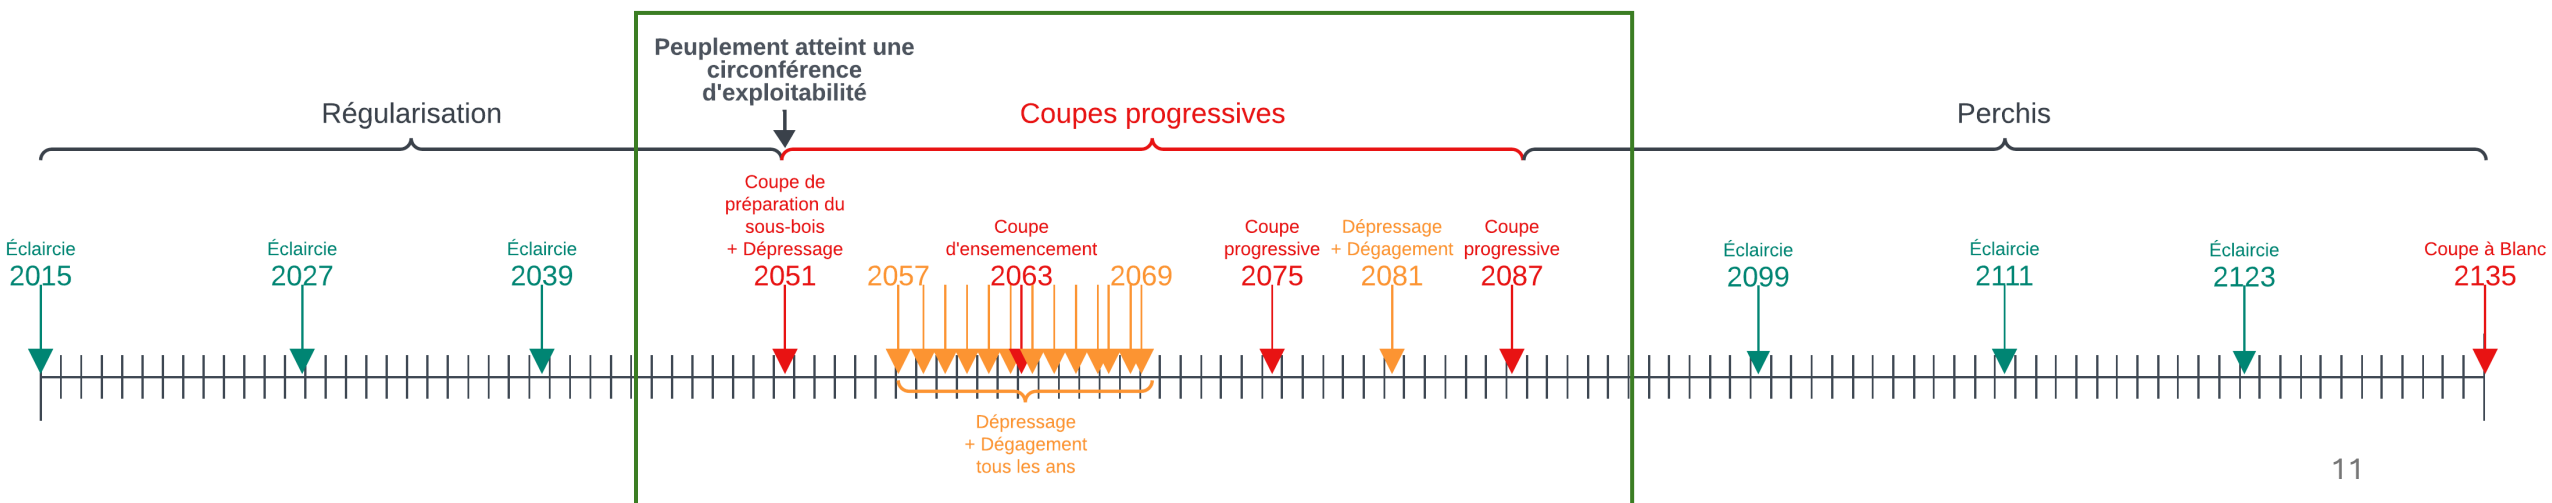 Peuplement atteint une
circonférence
d'exploitabilité
Régularisation
Coupes progressives
Perchis
Éclaircie
2015
Éclaircie
2027
Éclaircie
2039
Coupe de
préparation du
sous-bois
+ Dépressage
2051
2057
Coupe
d'ensemencement
2063
2069
Coupe
progressive
2075
Dépressage
+ Dégagement
2081
Coupe
progressive
2087
Éclaircie
2099
Éclaircie
2111
Éclaircie
2123
Coupe à Blanc
2135
Dépressage
+ Dégagement
tous les ans
11